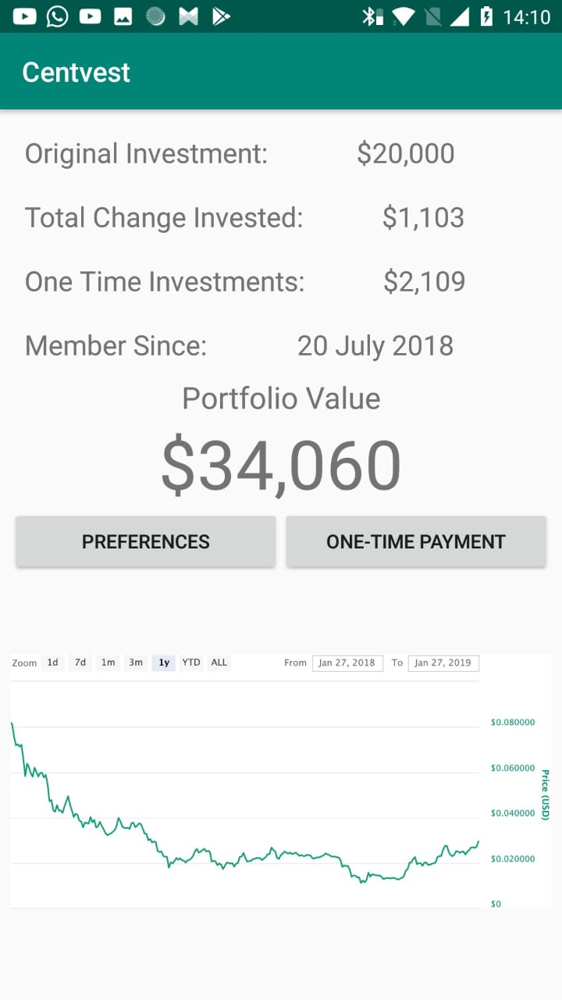 14:10
Centvest
Original Investment: $20,000
Total Change Invested: $1,103
One Time Investments: $2,109
Member Since: 20 July 2018
Portfolio Value
$34,060
PREFERENCES ONE-TIME PAYMENT
Zoom 1d 7d 1m 3m 1y YTD ALL From Jan 27, 2018 To Jan 27, 2019
$0.080000
$0.060000
$0.040000
$0.020000
$0
Price (USD)